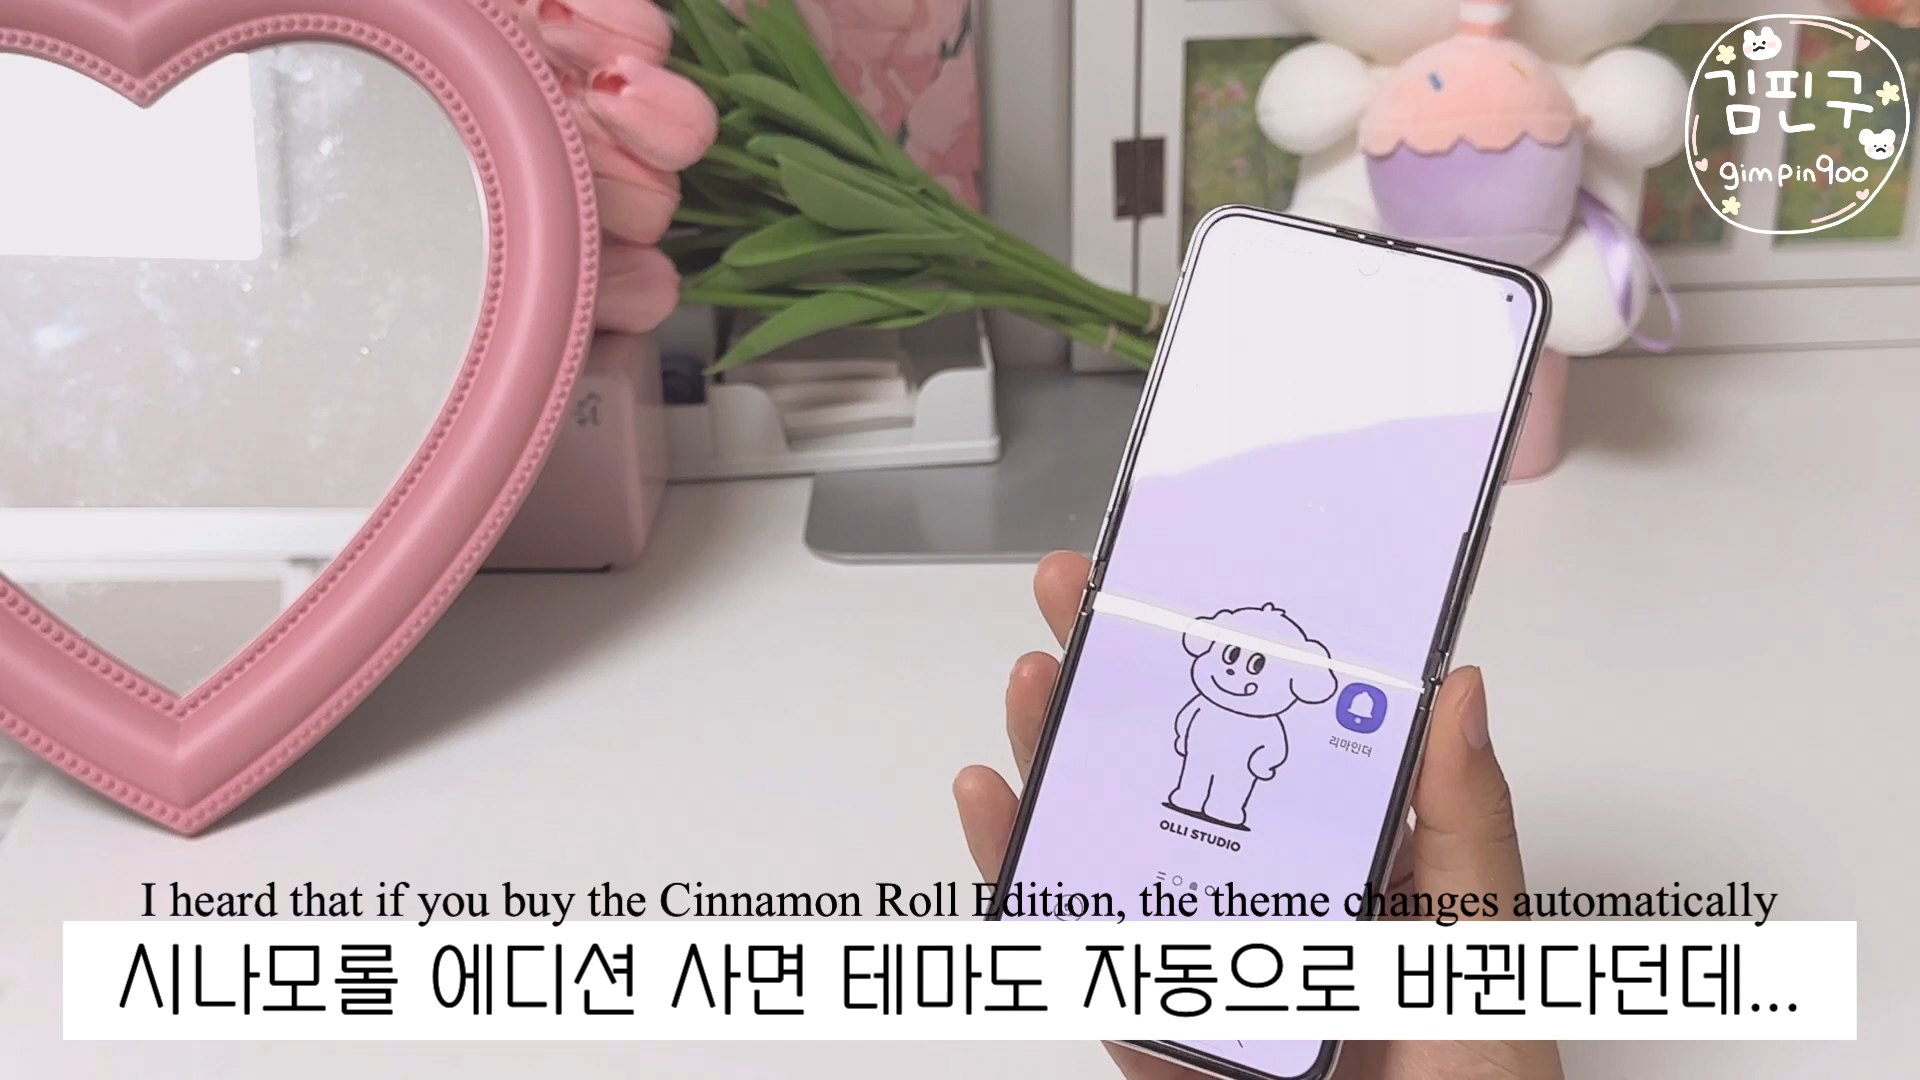 김핀구
gimpin900
리마인더
OLLI STUDIO
I heard that if you buy the Cinnamon Roll Edition, the theme changes automatically
시나모롤 에디션 사면 테마도 자동으로 바뀐다던데...